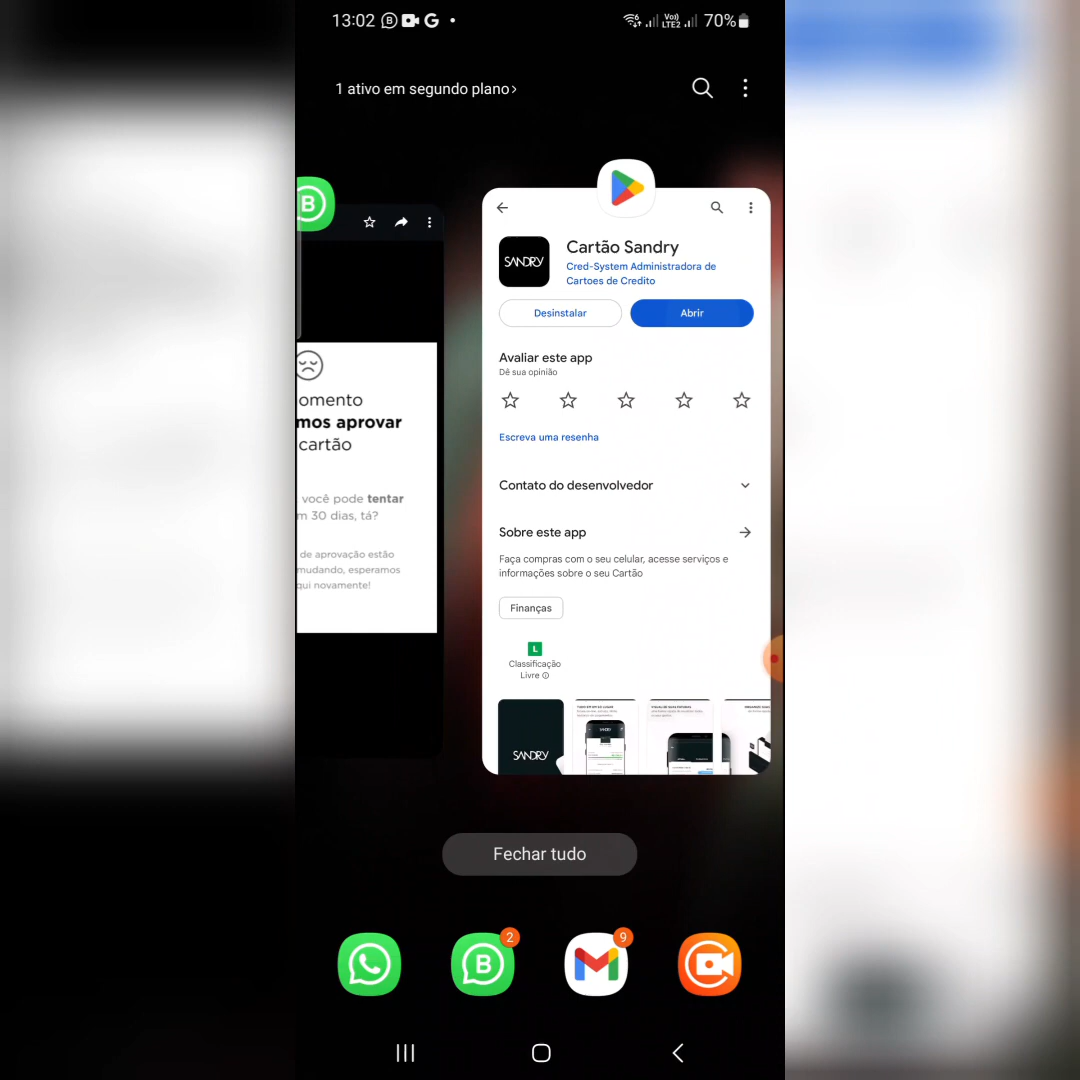 13:02
Vo)) LTE2 70%
1 ativo em segundo plano
B
omento
mos aprovar
cartão
você pode tentar
m 30 dias, tá?
de aprovação estão
mudando, esperamos
qui novamente!
SANDRY
Cartão Sandry
Cred-System Administradora de
Cartoes de Credito
Desinstalar
Abrir
Avaliar este app
Dê sua opinião
Escreva uma resenha
Contato do desenvolvedor
Sobre este app
Faça compras com o seu celular, acesse serviços e
informações sobre o seu Cartão
Finanças
L
Classificação
Livre
SANDRY
Fechar tudo
B
2
9